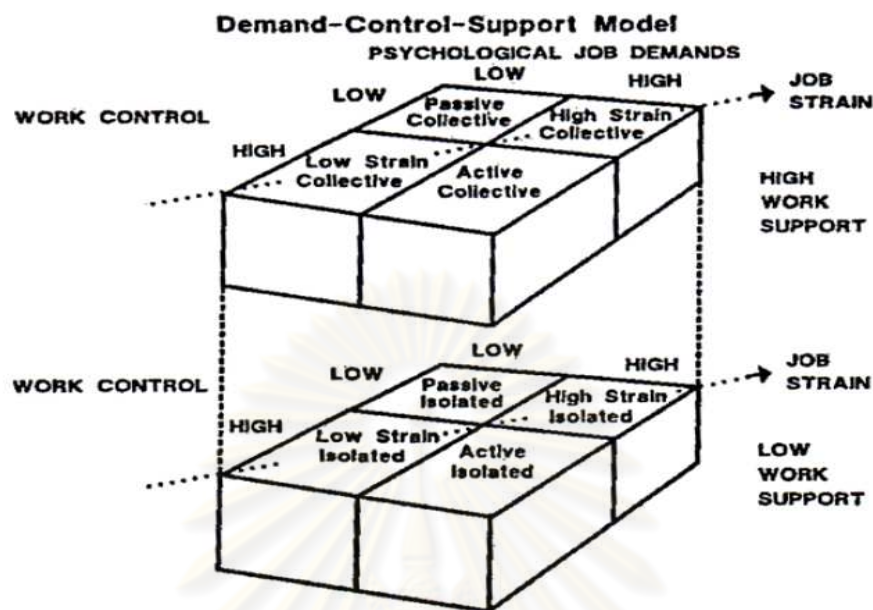 Demand-Control-Support Model
PSYCHOLOGICAL JOB DEMANDS
LOW
HIGH
JOB
STRAIN
WORK CONTROL
LOW
HIGH
Passive
Collective
High Strain
Collective
Low Strain
Collective
Active
Collective
HIGH
WORK
SUPPORT
LOW
HIGH
JOB
STRAIN
WORK CONTROL
LOW
HIGH
Passive
Isolated
High Strain
Isolated
Low Strain
Isolated
Active
Isolated
LOW
WORK
SUPPORT